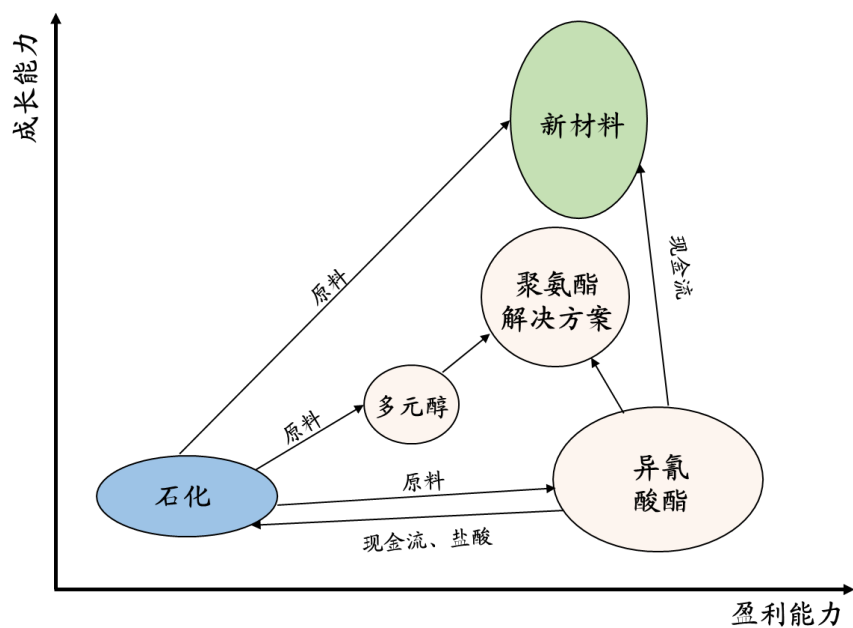 成长能力
新材料
现金流
原料
聚氨酯
解决方案
多元醇
原料
异氰
酸酯
石化
原料
现金流、盐酸
盈利能力